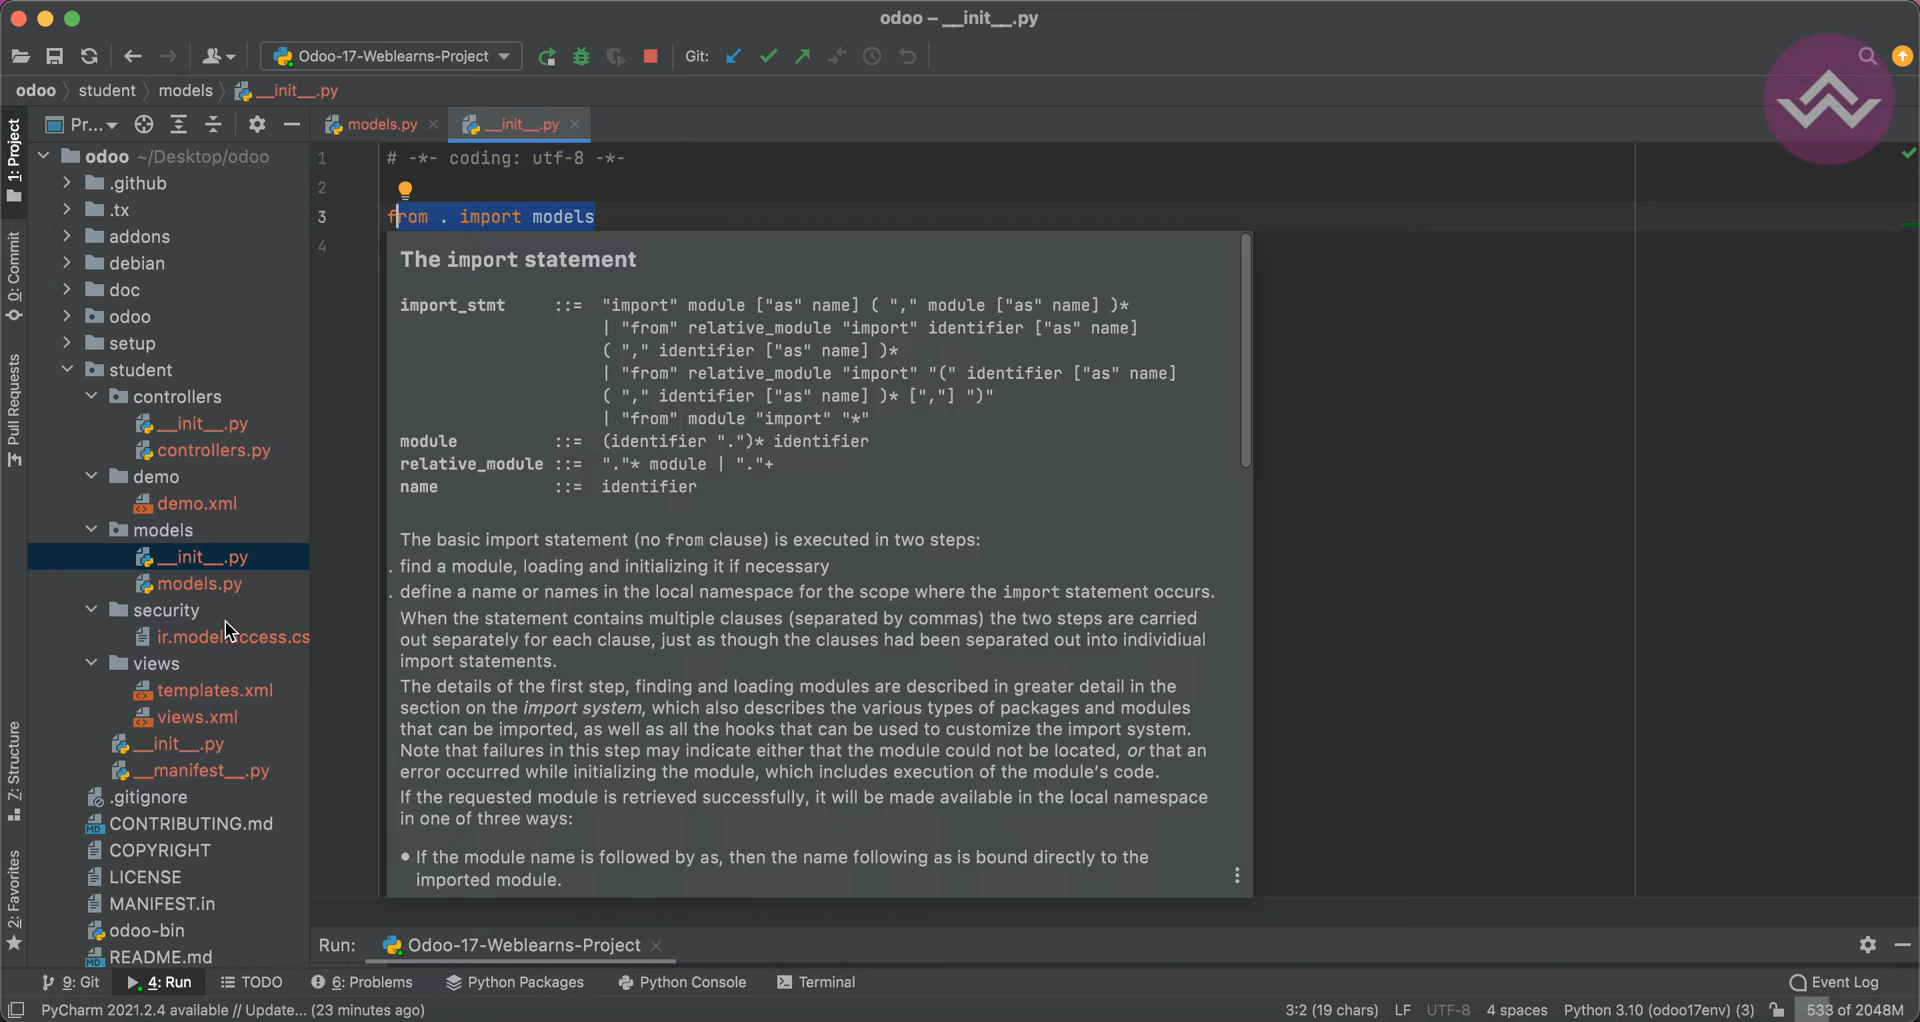 odoo – __init__.py
Odoo-17-Weblearns-Project
Git:
odoo
student
models
__init__.py
1: Project
0: Commit
Pull Requests
Z: Structure
2: Favorites
Pr...
models.py
__init__.py
odoo ~/Desktop/odoo
.github
.tx
addons
debian
doc
odoo
setup
student
controllers
__init__.py
controllers.py
demo
demo.xml
models
__init__.py
models.py
security
views
templates.xml
views.xml
__init__.py
__manifest__.py
.gitignore
CONTRIBUTING.md
COPYRIGHT
LICENSE
MANIFEST.in
odoo-bin
README.md
1 # -*- coding: utf-8 -*-
2
3 from . import models
4
The import statement
import_stmt ::= "import" module ["as" name] ( "," module ["as" name] )*
| "from" relative_module "import" identifier ["as" name]
( "," identifier ["as" name] )*
| "from" relative_module "import" "(" identifier ["as" name]
( "," identifier ["as" name] )* [","] ")"
| "from" module "import" "*"
module ::= (identifier ".")* identifier
relative_module ::= "."* module | "."+
name ::= identifier
The basic import statement (no from clause) is executed in two steps:
. find a module, loading and initializing it if necessary
. define a name or names in the local namespace for the scope where the import statement occurs.
When the statement contains multiple clauses (separated by commas) the two steps are carried
out separately for each clause, just as though the clauses had been separated out into individiual
import statements.
The details of the first step, finding and loading modules are described in greater detail in the
section on the import system, which also describes the various types of packages and modules
that can be imported, as well as all the hooks that can be used to customize the import system.
Note that failures in this step may indicate either that the module could not be located, or that an
error occurred while initializing the module, which includes execution of the module's code.
If the requested module is retrieved successfully, it will be made available in the local namespace
in one of three ways:
• If the module name is followed by as, then the name following as is bound directly to the
imported module.
Run: Odoo-17-Weblearns-Project
9: Git
4: Run
TODO
6: Problems
Python Packages
Python Console
Terminal
Event Log
PyCharm 2021.2.4 available // Update... (23 minutes ago)
3:2 (19 chars)
LF
UTF-8
4 spaces
Python 3.10 (odoo17env) (3)
533 of 2048M